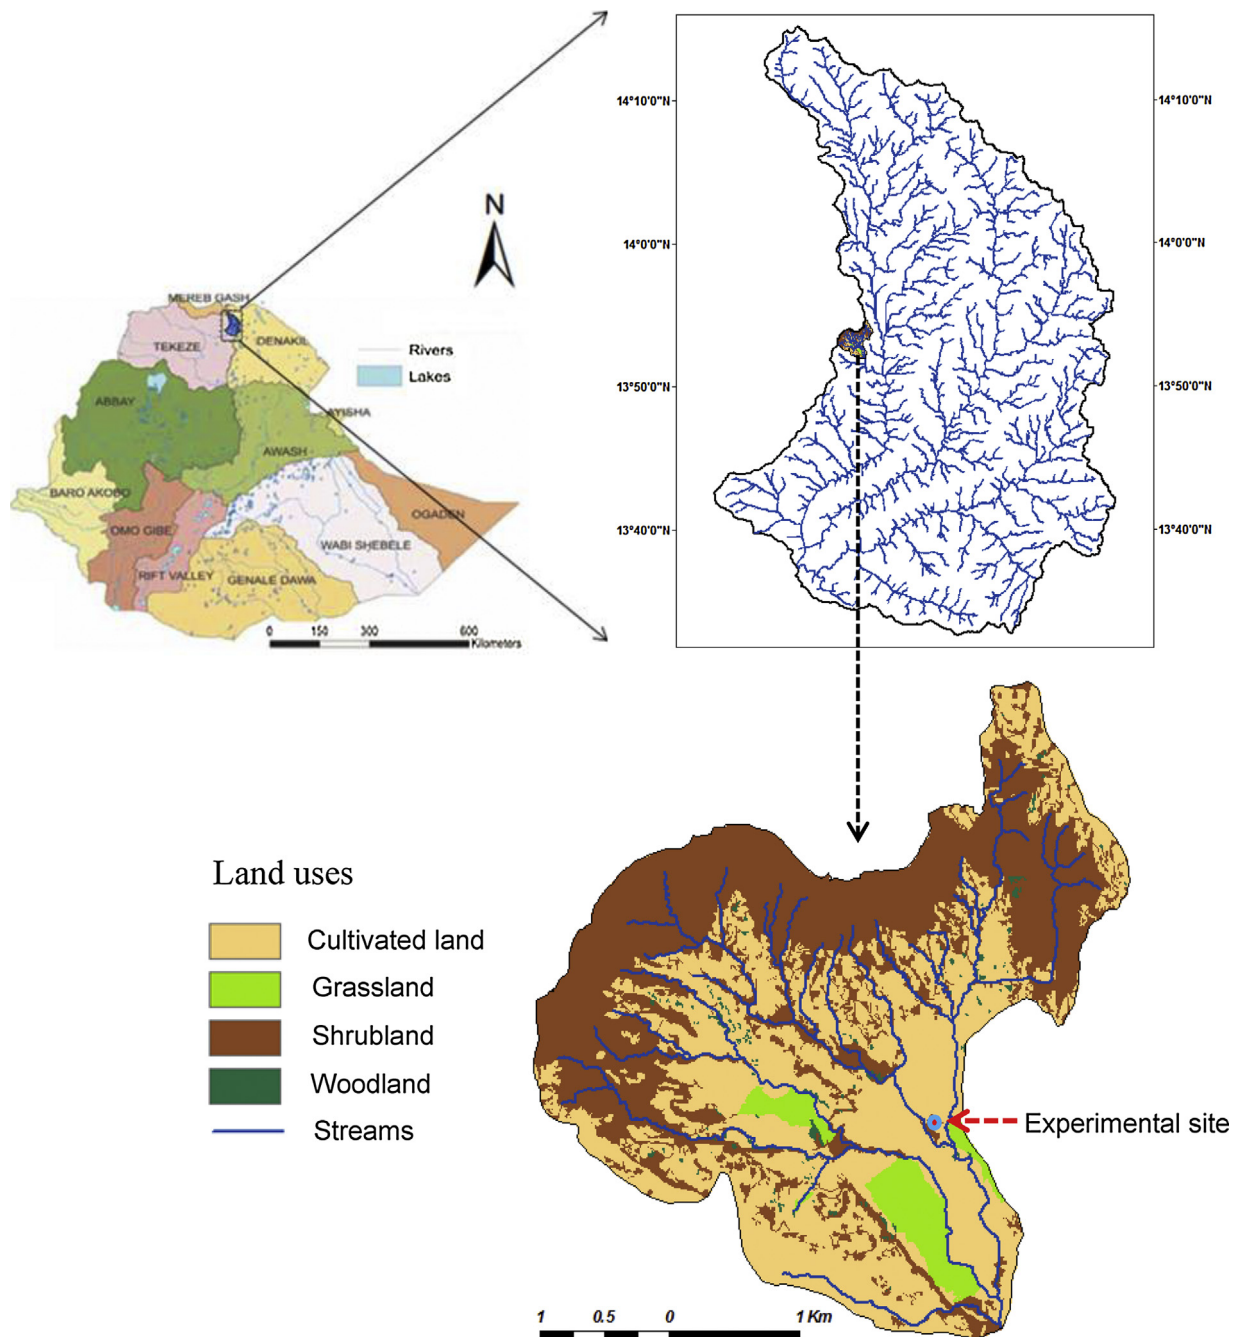 14°10'0"N
14°10'0"N
14°0'0"N
14°0'0"N
13°50'0"N
13°50'0"N
13°40'0"N
13°40'0"N
N
MEREB GASH
TEKEZE
DENAKIL
Rivers
Lakes
ABBAY
AYISHA
AWASH
BARO AKOBO
OGADEN
OMO GIBE
WABI SHEBELE
RIFT VALLEY
GENALE DAWA
0 150 300 600
Kilometers
Land uses
Cultivated land
Grassland
Shrubland
Woodland
Streams
Experimental site
1 0.5 0 1 Km